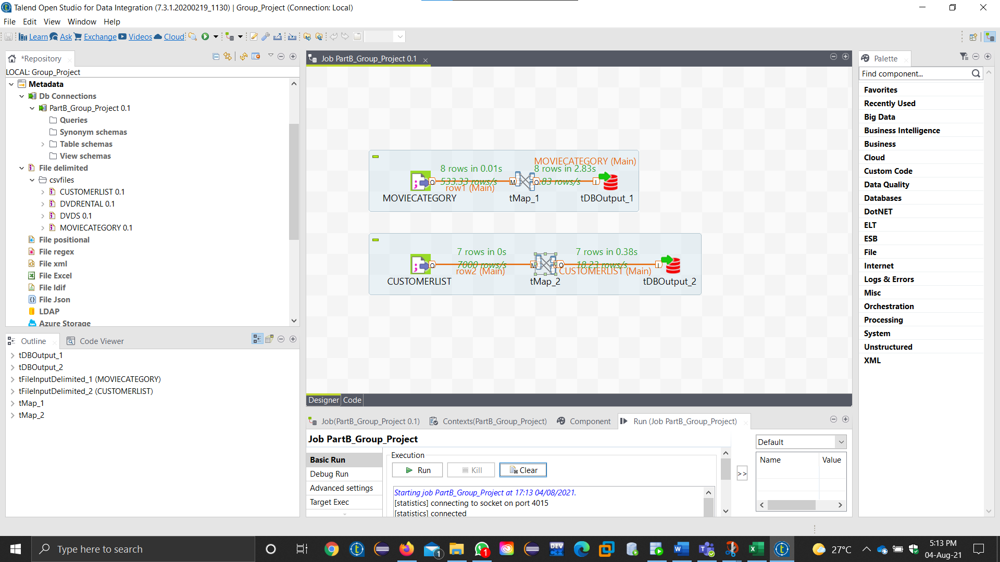 Talend Open Studio for Data Integration (7.3.1.20200219_1130) | Group_Project (Connection: Local)
File Edit View Window Help
Learn Ask Exchange Videos Cloud
*Repository
LOCAL: Group_Project
Metadata
Db Connections
PartB_Group_Project 0.1
Queries
Synonym schemas
Table schemas
View schemas
File delimited
csvfiles
CUSTOMERLIST 0.1
DVDRENTAL 0.1
DVDS 0.1
MOVIECATEGORY 0.1
File positional
File regex
File xml
File Excel
File ldif
File Json
LDAP
Azure Storage
Outline
Code Viewer
tDBOutput_1
tDBOutput_2
tFileInputDelimited_1 (MOVIECATEGORY)
tFileInputDelimited_2 (CUSTOMERLIST)
tMap_1
tMap_2
Job PartB_Group_Project 0.1
MOVIECATEGORY (Main)
8 rows in 0.01s
8 rows in 2.83s
533.33 rows/s
.83 rows/s
row1 (Main)
MOVIECATEGORY
tMap_1
tDBOutput_1
7 rows in 0s
7 rows in 0.38s
7000 rows/s
18.23 rows/s
row2 (Main)
CUSTOMERLIST (Main)
CUSTOMERLIST
tMap_2
tDBOutput_2
Designer Code
Job(PartB_Group_Project 0.1)
Contexts(PartB_Group_Project)
Component
Run (Job PartB_Group_Project)
Job PartB_Group_Project
Basic Run
Debug Run
Advanced settings
Target Exec
Execution
Run
Kill
Clear
Starting job PartB_Group_Project at 17:13 04/08/2021.
[statistics] connecting to socket on port 4015
[statistics] connected
>>
Default
Name Value
Palette
Find component...
Favorites
Recently Used
Big Data
Business Intelligence
Business
Cloud
Custom Code
Data Quality
Databases
DotNET
ELT
ESB
File
Internet
Logs & Errors
Misc
Orchestration
Processing
System
Unstructured
XML
Type here to search
1
1
DEV
27°C
5:13 PM
04-Aug-21